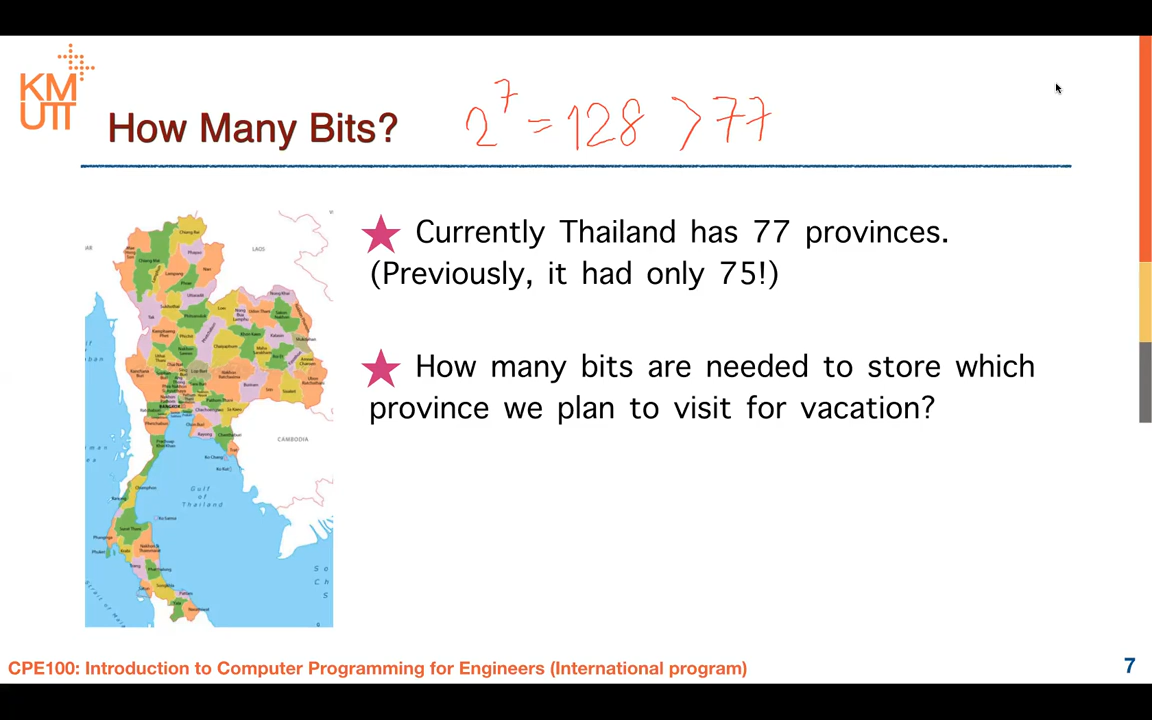 KM
UTT
How Many Bits? 2^7 = 128 > 77
★ Currently Thailand has 77 provinces.
(Previously, it had only 75!)
★ How many bits are needed to store which
province we plan to visit for vacation?
LAOS
CAMBODIA
Gulf
of
Thailand
CPE100: Introduction to Computer Programming for Engineers (International program) 7